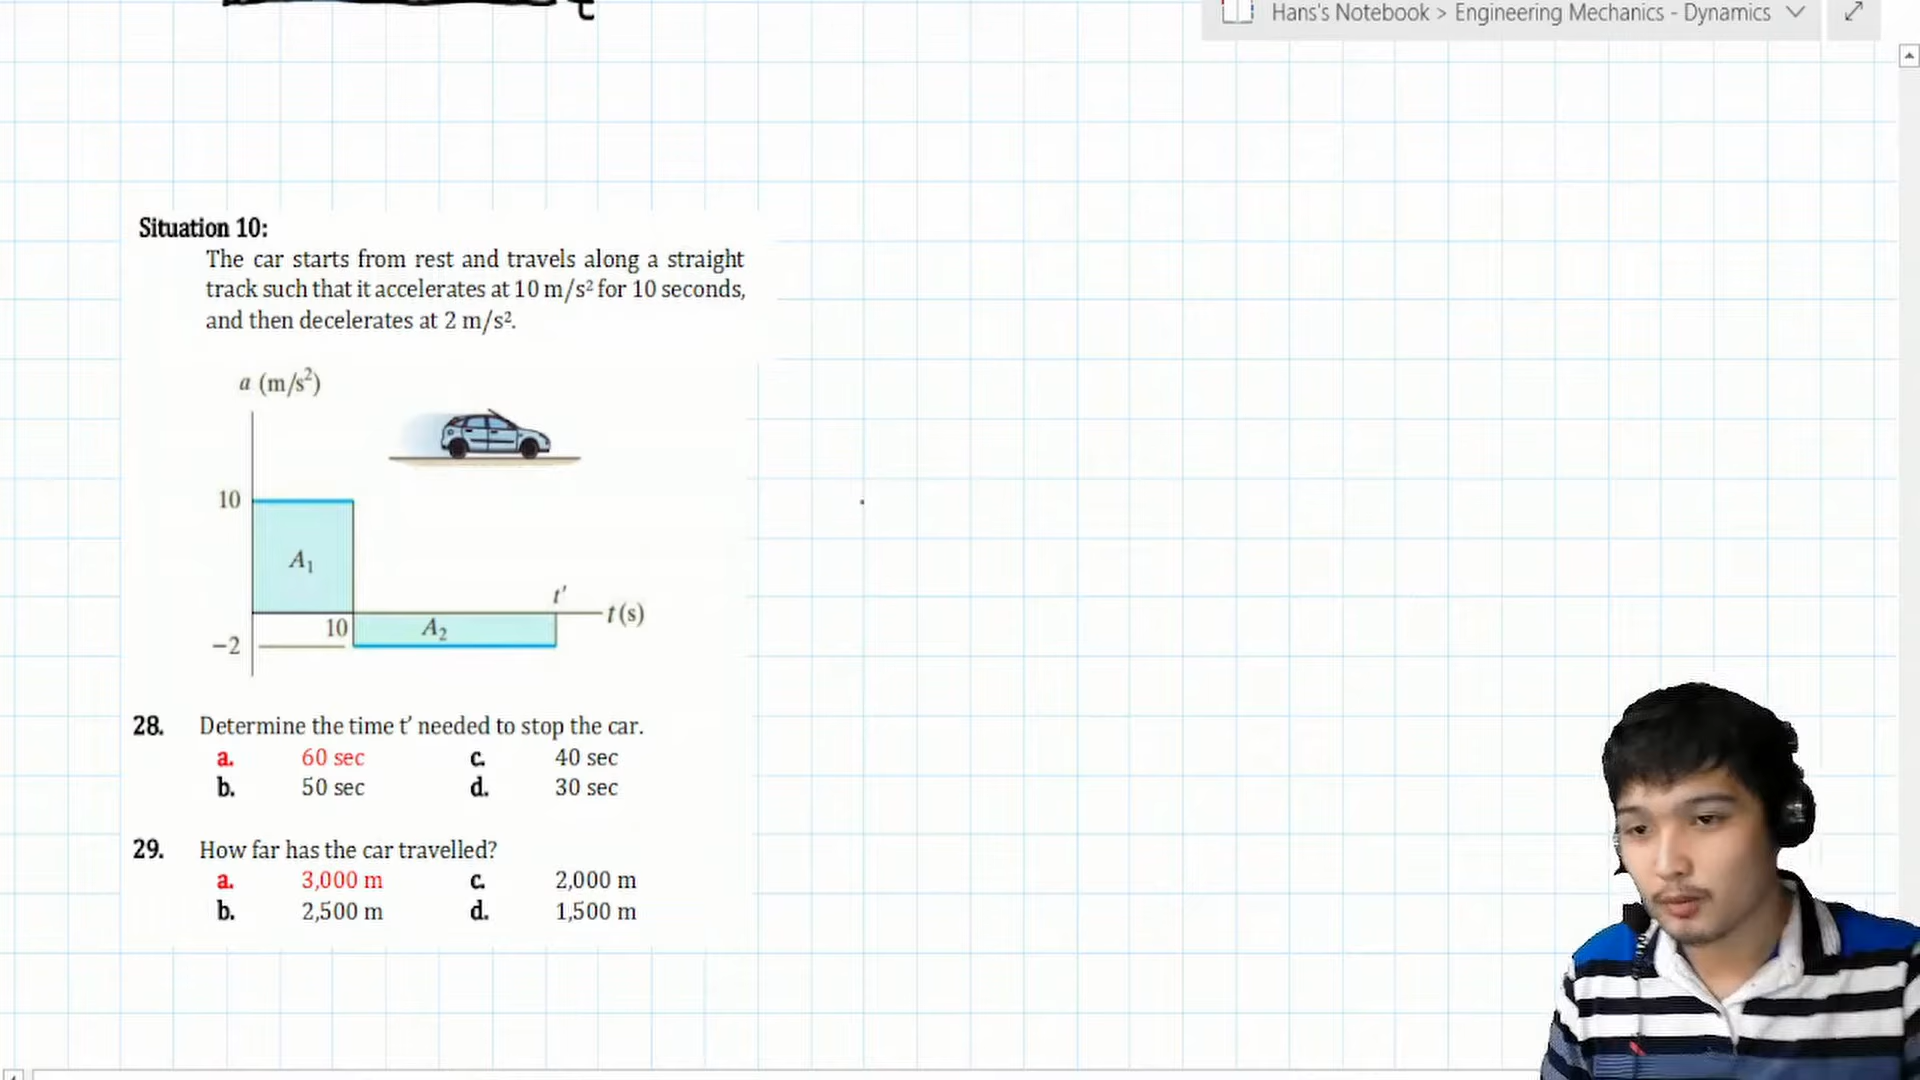 t
Hans's Notebook > Engineering Mechanics - Dynamics
Situation 10:
The car starts from rest and travels along a straight
track such that it accelerates at 10 m/s² for 10 seconds,
and then decelerates at 2 m/s².
a (m/s²)
10
A₁
t'
t (s)
10
A₂
−2
28. Determine the time t' needed to stop the car.
a. 60 sec c. 40 sec
b. 50 sec d. 30 sec
29. How far has the car travelled?
a. 3,000 m c. 2,000 m
b. 2,500 m d. 1,500 m